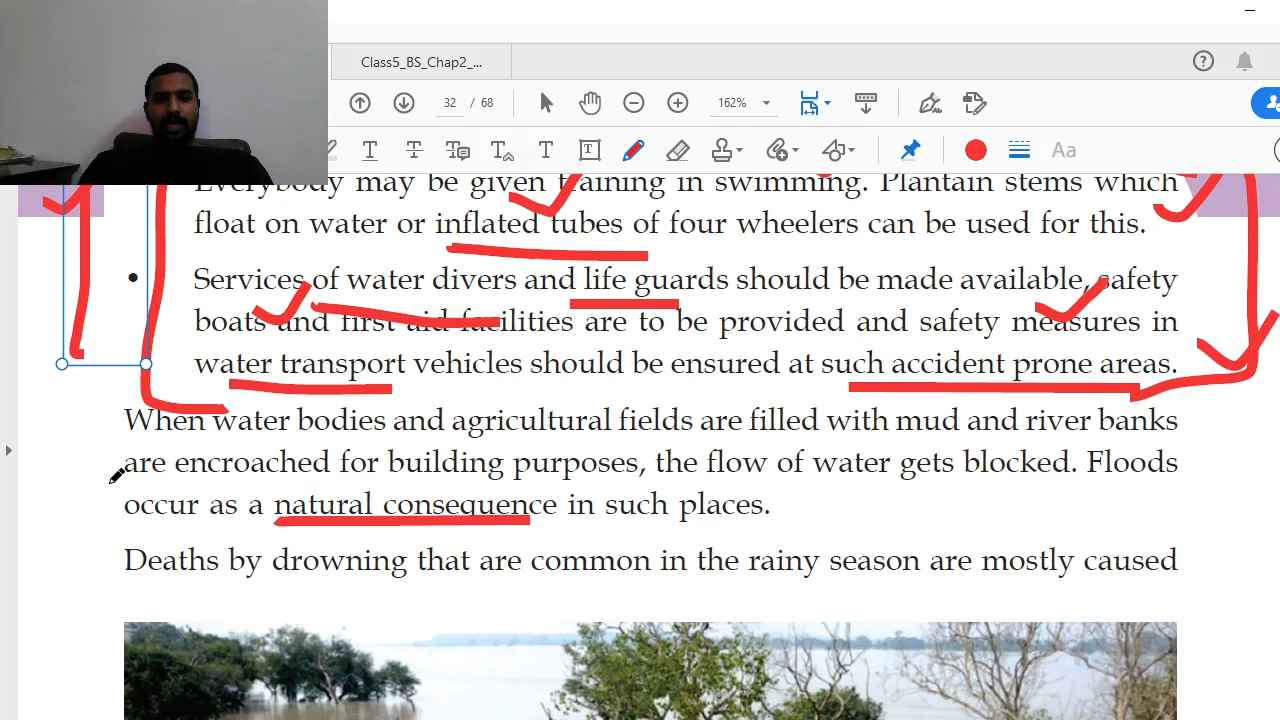 Class5_BS_Chap2_...
32 / 68
162%
Aa
Everybody may be given training in swimming. Plantain stems which
float on water or inflated tubes of four wheelers can be used for this.
• Services of water divers and life guards should be made available, safety
boats and first aid facilities are to be provided and safety measures in
water transport vehicles should be ensured at such accident prone areas.
When water bodies and agricultural fields are filled with mud and river banks
are encroached for building purposes, the flow of water gets blocked. Floods
occur as a natural consequence in such places.
Deaths by drowning that are common in the rainy season are mostly caused